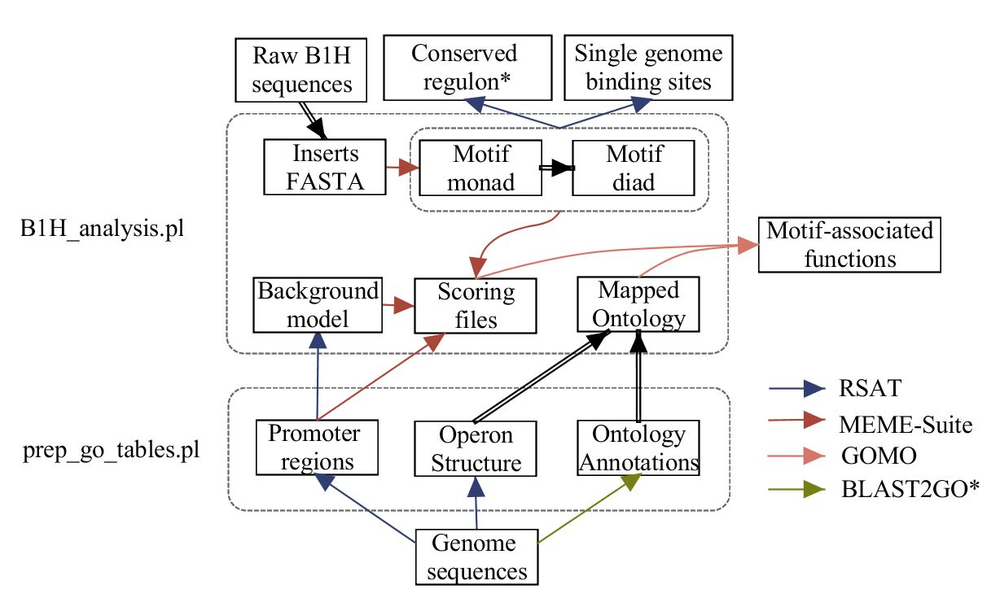 Raw B1H
sequences
Conserved
regulon*
Single genome
binding sites
Inserts
FASTA
Motif
monad
Motif
diad
B1H_analysis.pl
Motif-associated
functions
Background
model
Scoring
files
Mapped
Ontology
Promoter
regions
Operon
Structure
Ontology
Annotations
prep_go_tables.pl
Genome
sequences
RSAT
MEME-Suite
GOMO
BLAST2GO*